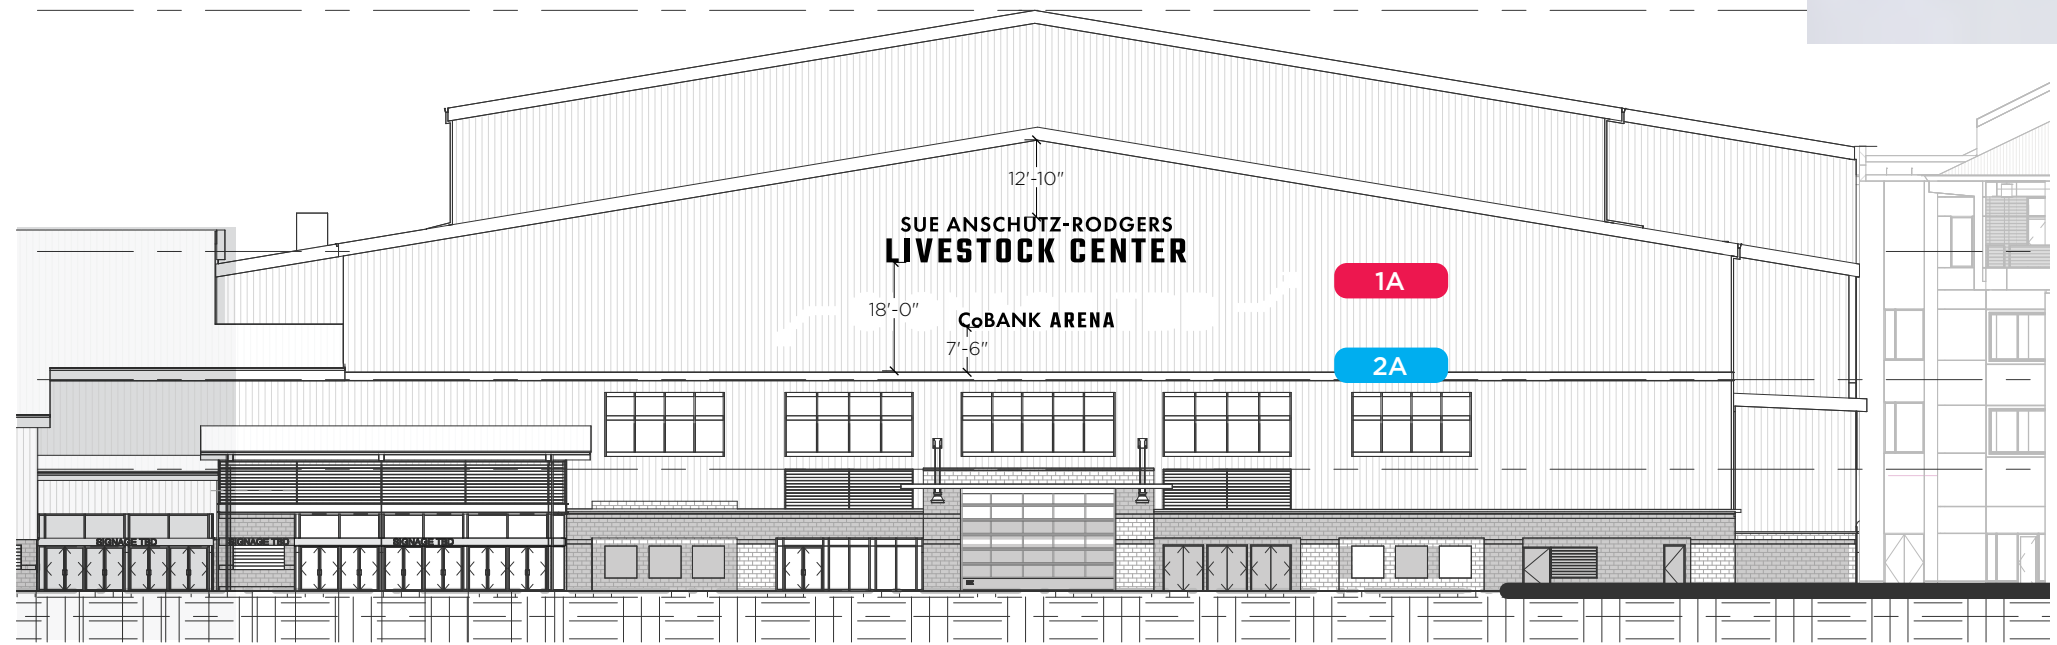 12'-10"
SUE ANSCHUTZ-RODGERS
LIVESTOCK CENTER
1A
18'-0"
CoBANK ARENA
7'-6"
2A
SIGNAGE TBD
SIGNAGE TBD
SIGNAGE TBD